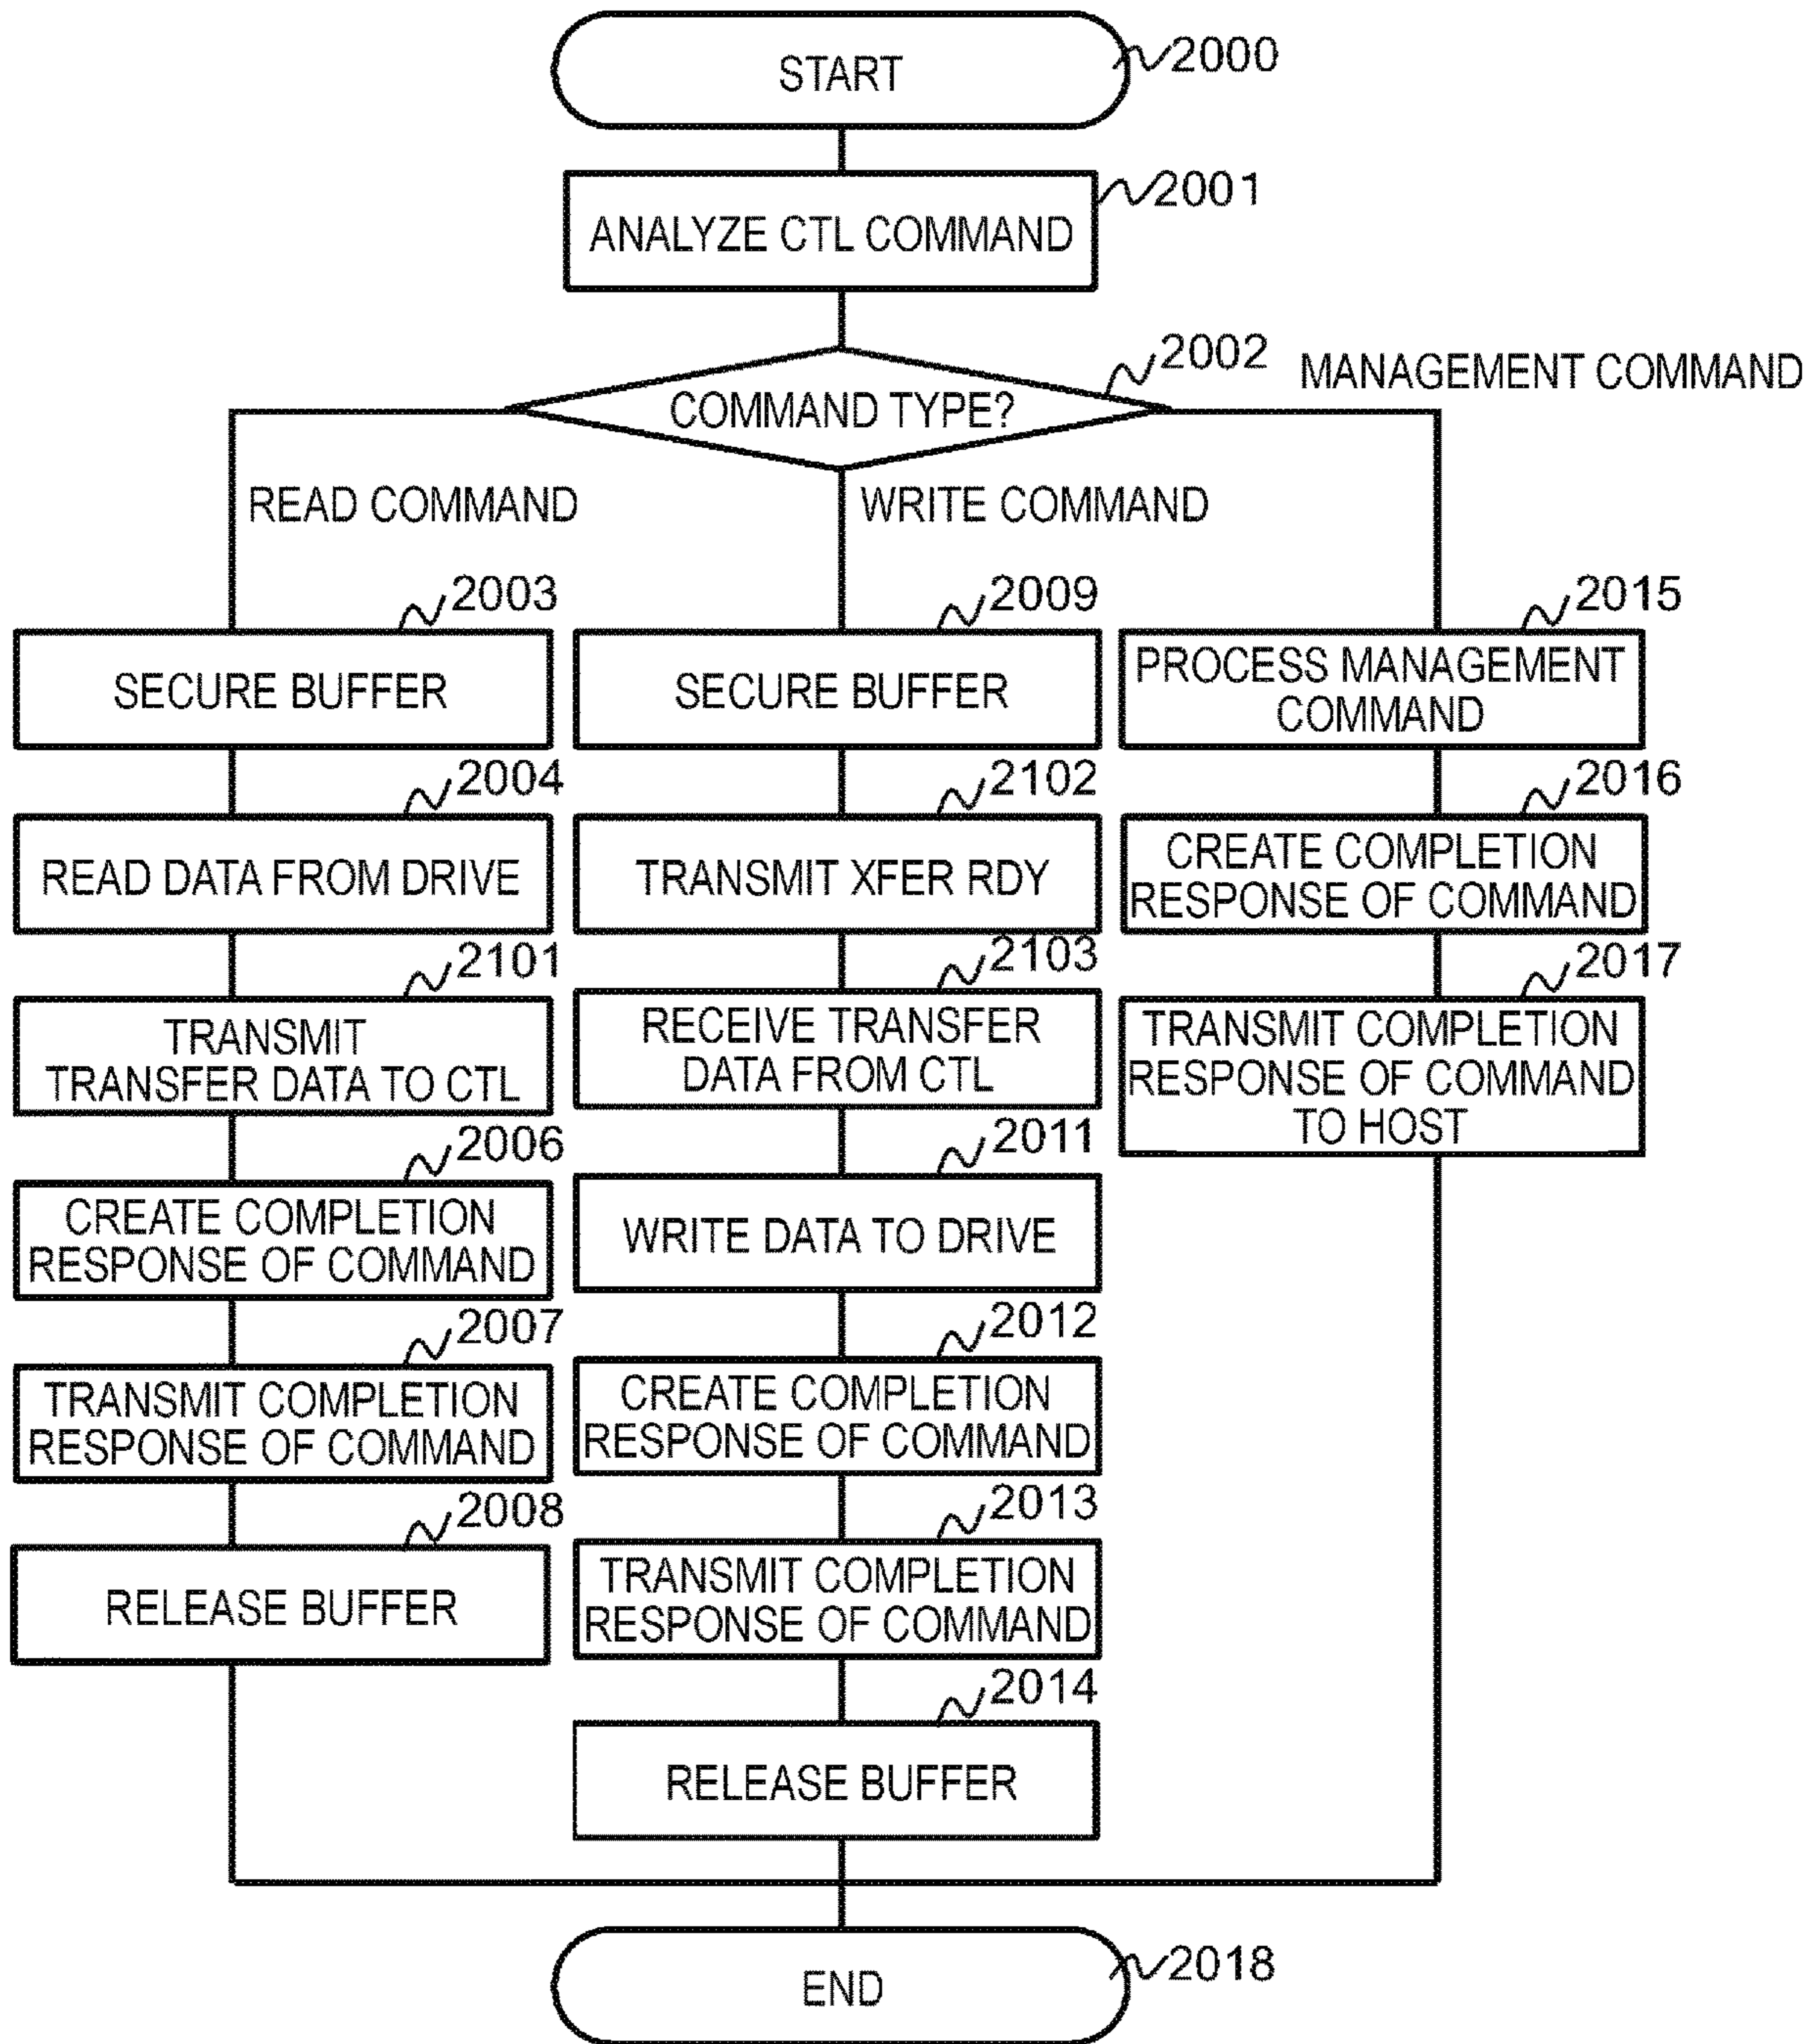 START
2000
ANALYZE CTL COMMAND
2001
COMMAND TYPE?
2002
MANAGEMENT COMMAND
READ COMMAND
WRITE COMMAND
2003
SECURE BUFFER
2004
READ DATA FROM DRIVE
2101
TRANSMIT
TRANSFER DATA TO CTL
2006
CREATE COMPLETION
RESPONSE OF COMMAND
2007
TRANSMIT COMPLETION
RESPONSE OF COMMAND
2008
RELEASE BUFFER
2009
SECURE BUFFER
2102
TRANSMIT XFER RDY
2103
RECEIVE TRANSFER
DATA FROM CTL
2011
WRITE DATA TO DRIVE
2012
CREATE COMPLETION
RESPONSE OF COMMAND
2013
TRANSMIT COMPLETION
RESPONSE OF COMMAND
2014
RELEASE BUFFER
2015
PROCESS MANAGEMENT
COMMAND
2016
CREATE COMPLETION
RESPONSE OF COMMAND
2017
TRANSMIT COMPLETION
RESPONSE OF COMMAND
TO HOST
END
2018